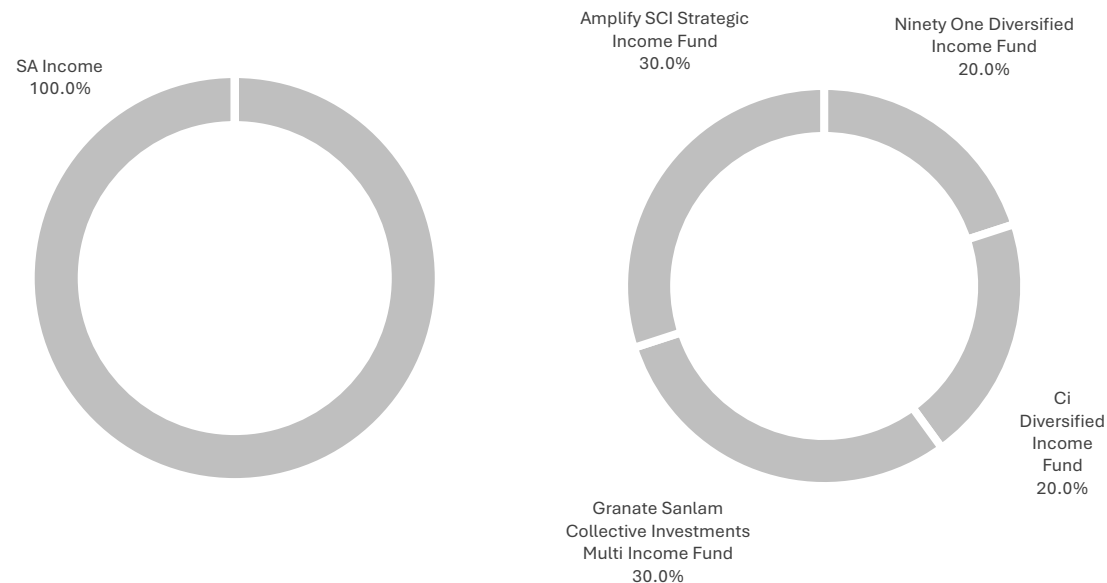 SA Income
100.0%
Amplify SCI Strategic
Income Fund
30.0%
Ninety One Diversified
Income Fund
20.0%
Ci
Diversified
Income
Fund
20.0%
Granate Sanlam
Collective Investments
Multi Income Fund
30.0%